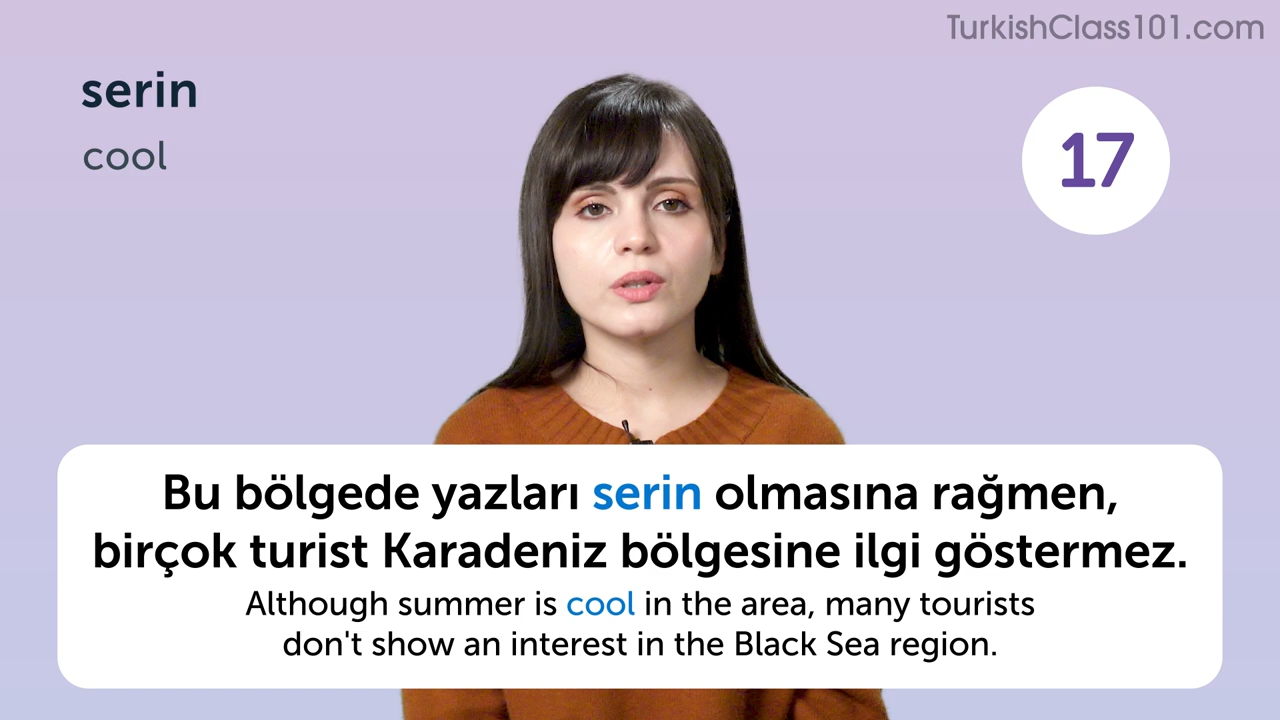 TurkishClass101.com
serin
cool
17
Bu bölgede yazları serin olmasına rağmen,
birçok turist Karadeniz bölgesine ilgi göstermez.
Although summer is cool in the area, many tourists
don't show an interest in the Black Sea region.